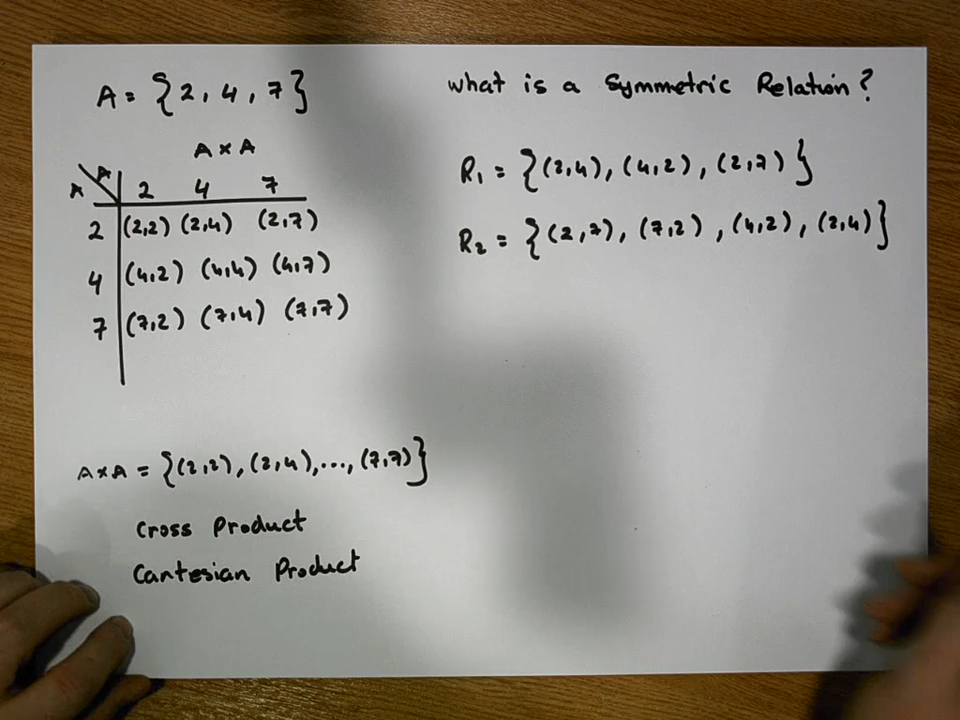 A = {2, 4, 7}
A × A
A A
2 4 7
2 (2,2) (2,4) (2,7)
4 (4,2) (4,4) (4,7)
7 (7,2) (7,4) (7,7)
A×A = {(2,2), (2,4), ..., (7,7)}
Cross Product
Cartesian Product
what is a Symmetric Relation?
R₁ = {(2,4), (4,2), (2,7)}
R₂ = {(2,7), (7,2), (4,2), (2,4)}